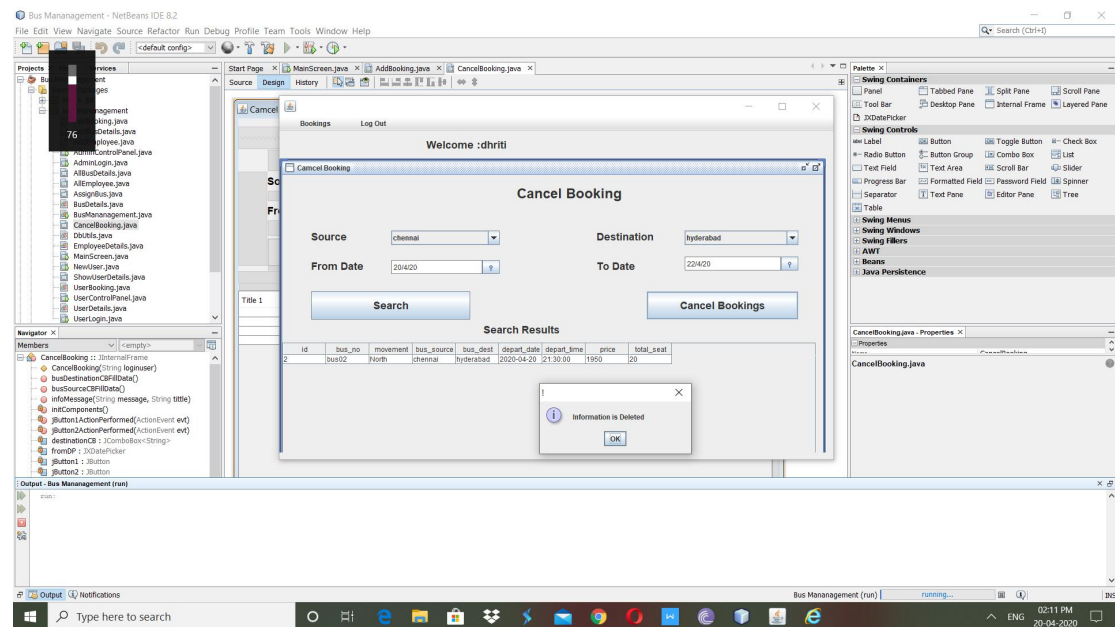 Bus Mananagement - NetBeans IDE 8.2
File Edit View Navigate Source Refactor Run Debug Profile Team Tools Window Help
Search (Ctrl+I)
<default config>
Projects
Services
76
AdminControlPanel.java
AdminLogin.java
AllBusDetails.java
AllEmployee.java
AssignBus.java
BusDetails.java
BusMananagement.java
CancelBooking.java
DbUtils.java
EmployeeDetails.java
MainScreen.java
NewUser.java
ShowUserDetails.java
UserBooking.java
UserControlPanel.java
UserDetails.java
UserLogin.java
Navigator
Members
<empty>
CancelBooking :: JInternalFrame
CancelBooking(String loginuser)
busDestinationCBFillData()
busSourceCBFillData()
infoMessage(String message, String tittle)
initComponents()
jButton1ActionPerformed(ActionEvent evt)
jButton2ActionPerformed(ActionEvent evt)
destinationCB : JComboBox<String>
fromDP : JXDatePicker
jButton1 : JButton
jButton2 : JButton
Start Page MainScreen.java AddBooking.java CancelBooking.java
Source Design History
Camcel
So
Fr
Title 1
Bookings Log Out
Welcome :dhriti
Camcel Booking
Cancel Booking
Source chennai Destination hyderabad
From Date 20/4/20 To Date 22/4/20
Search Cancel Bookings
Search Results
id bus_no movement bus_source bus_dest depart_date depart_time price total_seat
2 bus02 North chennai hyderabad 2020-04-20 21:30:00 1950 20
!
Information is Deleted
OK
Palette
Swing Containers
Panel Tabbed Pane Split Pane Scroll Pane
Tool Bar Desktop Pane Internal Frame Layered Pane
JXDatePicker
Swing Controls
Label Button Toggle Button Check Box
Radio Button Button Group Combo Box List
Text Field Text Area Scroll Bar Slider
Progress Bar Formatted Field Password Field Spinner
Separator Text Pane Editor Pane Tree
Table
Swing Menus
Swing Windows
Swing Fillers
AWT
Beans
Java Persistence
CancelBooking.java - Properties
Properties
CancelBooking.java
Output - Bus Mananagement (run)
run:
Output Notifications
Bus Mananagement (run) running...
INS
Type here to search
ENG
02:11 PM
20-04-2020